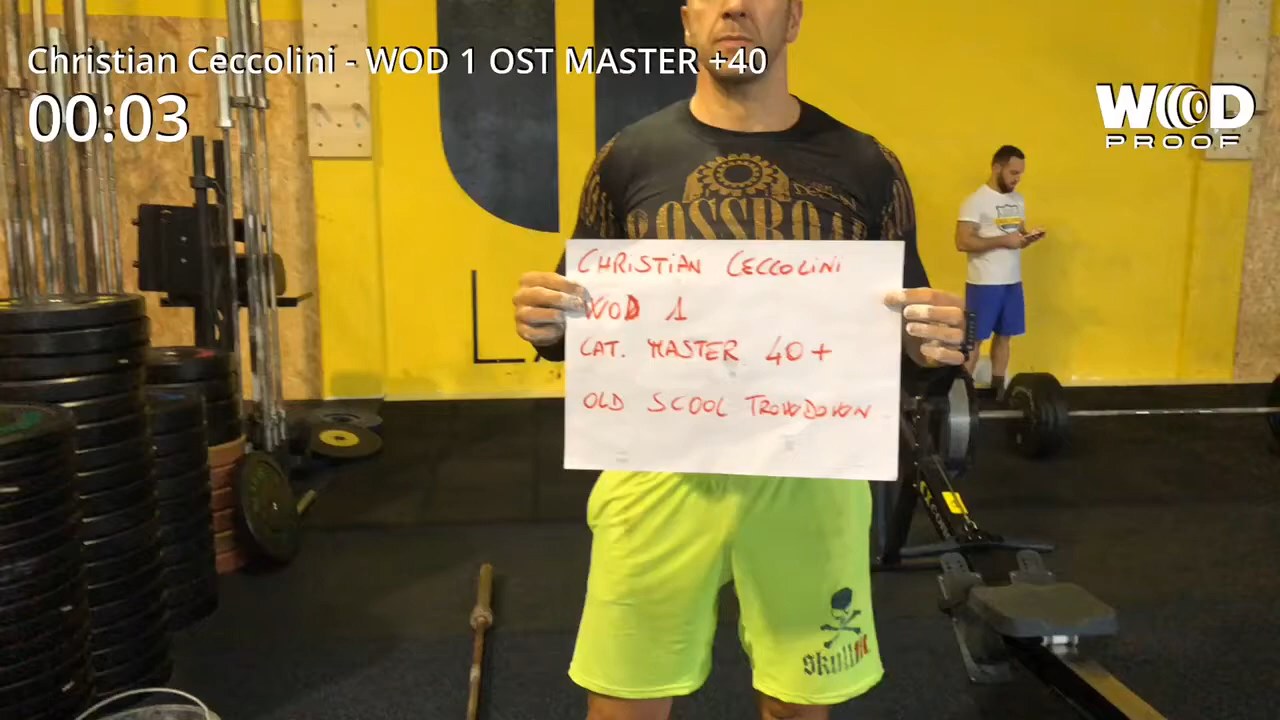 Christian Ceccolini - WOD 1 OST MASTER +40
00:03
WOD
PROOF
CHRISTIAN CECCOLINI
WOD 1
CAT. MASTER 40+
OLD SCOOL TROWDOWN
skullfit